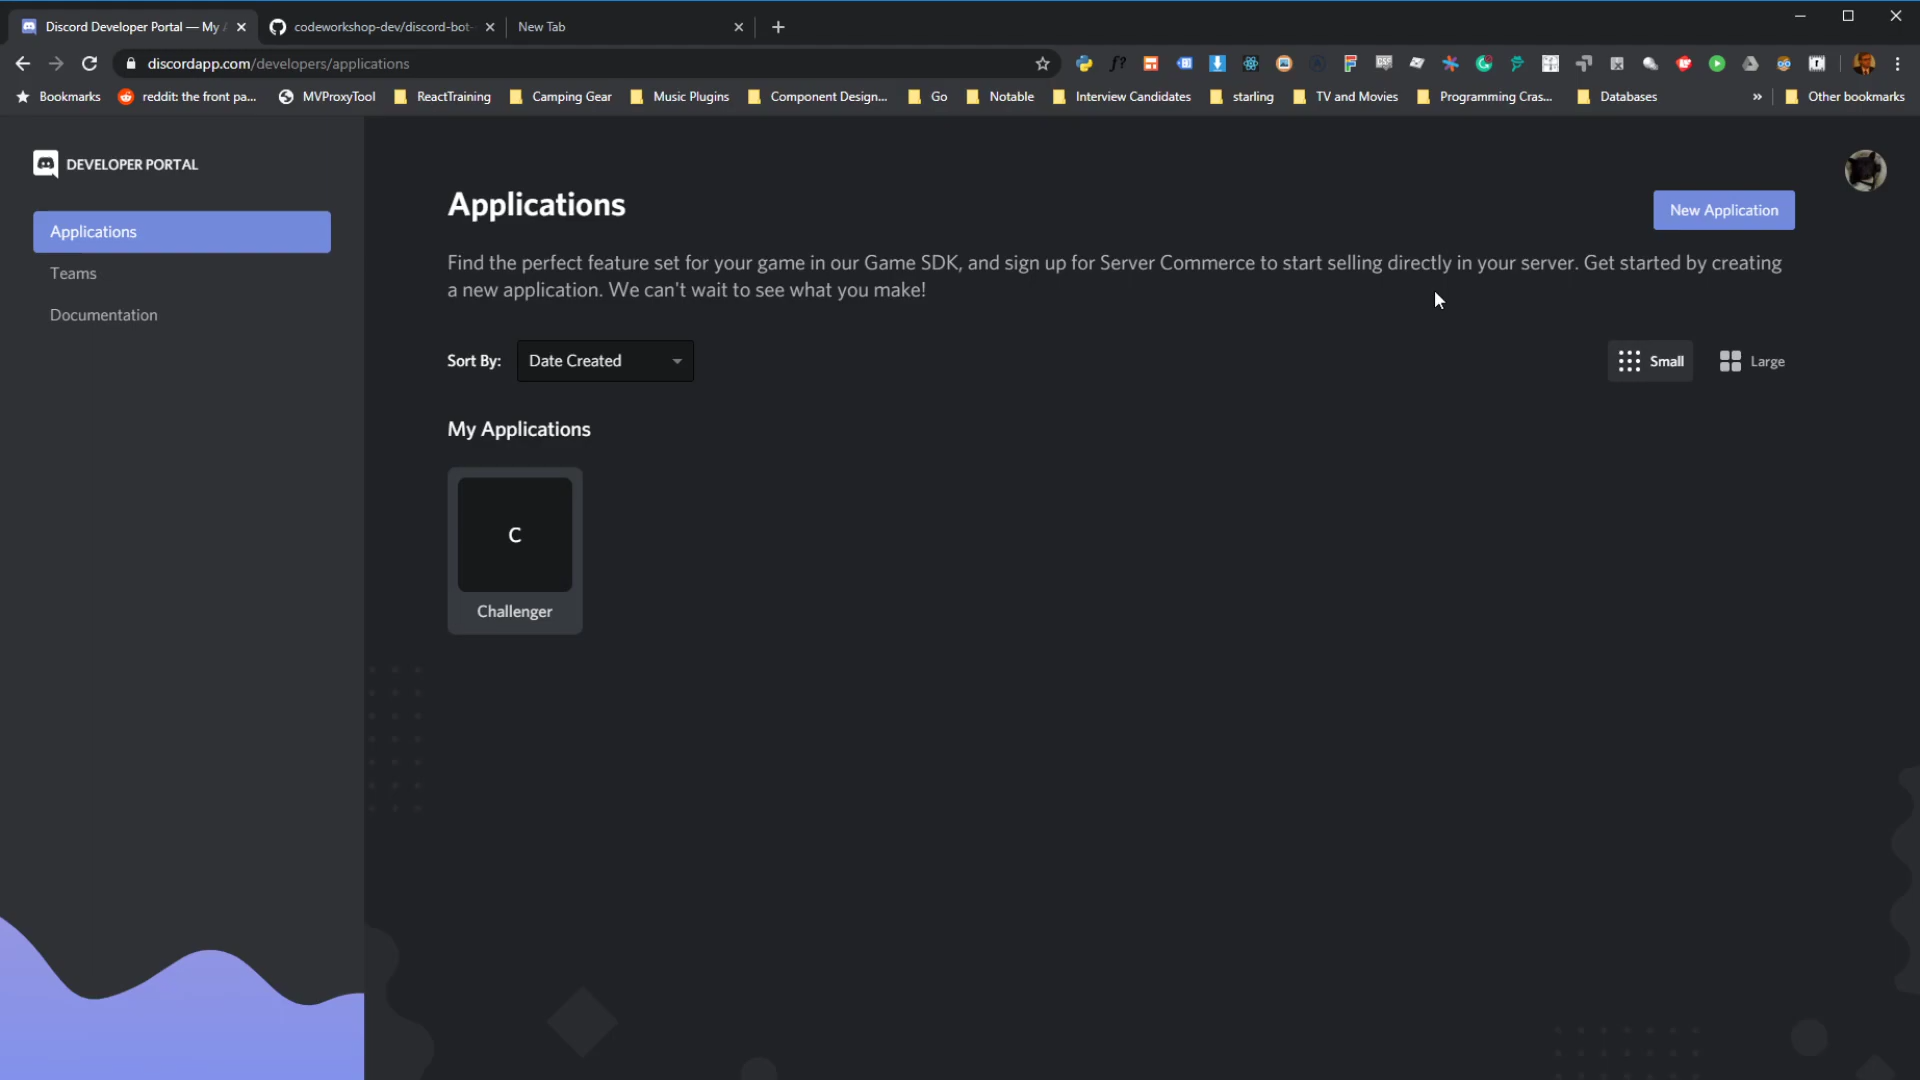 Discord Developer Portal — My
codeworkshop-dev/discord-bot-
New Tab
discordapp.com/developers/applications
Bookmarks
reddit: the front pa...
MVProxyTool
ReactTraining
Camping Gear
Music Plugins
Component Design...
Go
Notable
Interview Candidates
starling
TV and Movies
Programming Cras...
Databases
»
Other bookmarks
DEVELOPER PORTAL
Applications
Teams
Documentation
Applications
New Application
Find the perfect feature set for your game in our Game SDK, and sign up for Server Commerce to start selling directly in your server. Get started by creating
a new application. We can't wait to see what you make!
Sort By:
Date Created
Small
Large
My Applications
C
Challenger